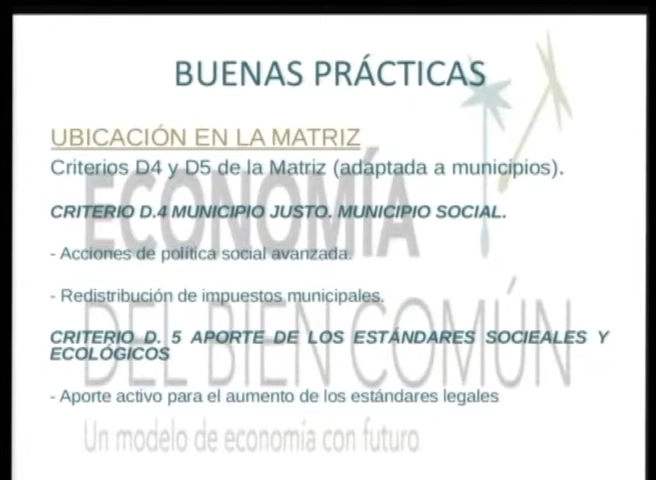 BUENAS PRÁCTICAS
UBICACIÓN EN LA MATRIZ
Criterios D4 y D5 de la Matriz (adaptada a municipios).
CRITERIO D.4 MUNICIPIO JUSTO. MUNICIPIO SOCIAL.
- Acciones de política social avanzada.
- Redistribución de impuestos municipales.
CRITERIO D. 5 APORTE DE LOS ESTÁNDARES SOCIEALES Y
ECOLÓGICOS
- Aporte activo para el aumento de los estándares legales
ECONOMÍA
DEL BIEN COMÚN
Un modelo de economía con futuro